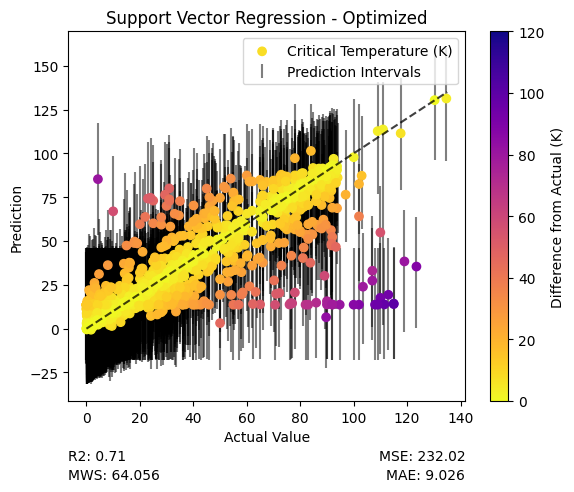 Support Vector Regression - Optimized
Critical Temperature (K)
Prediction Intervals
150
125
100
75
50
25
0
−25
Prediction
0
20
40
60
80
100
120
140
Actual Value
120
100
80
60
40
20
0
Difference from Actual (K)
R2: 0.71
MSE: 232.02
MWS: 64.056
MAE: 9.026